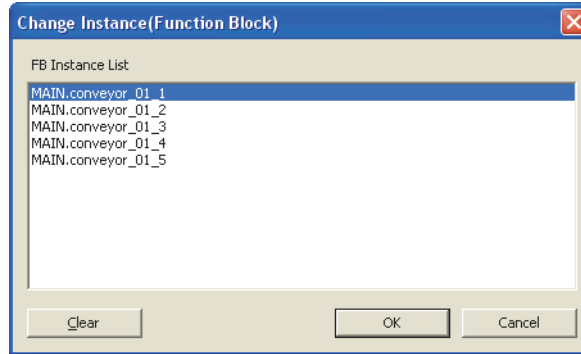 Change Instance(Function Block)
FB Instance List
MAIN.conveyor_01_1
MAIN.conveyor_01_2
MAIN.conveyor_01_3
MAIN.conveyor_01_4
MAIN.conveyor_01_5
Clear OK Cancel